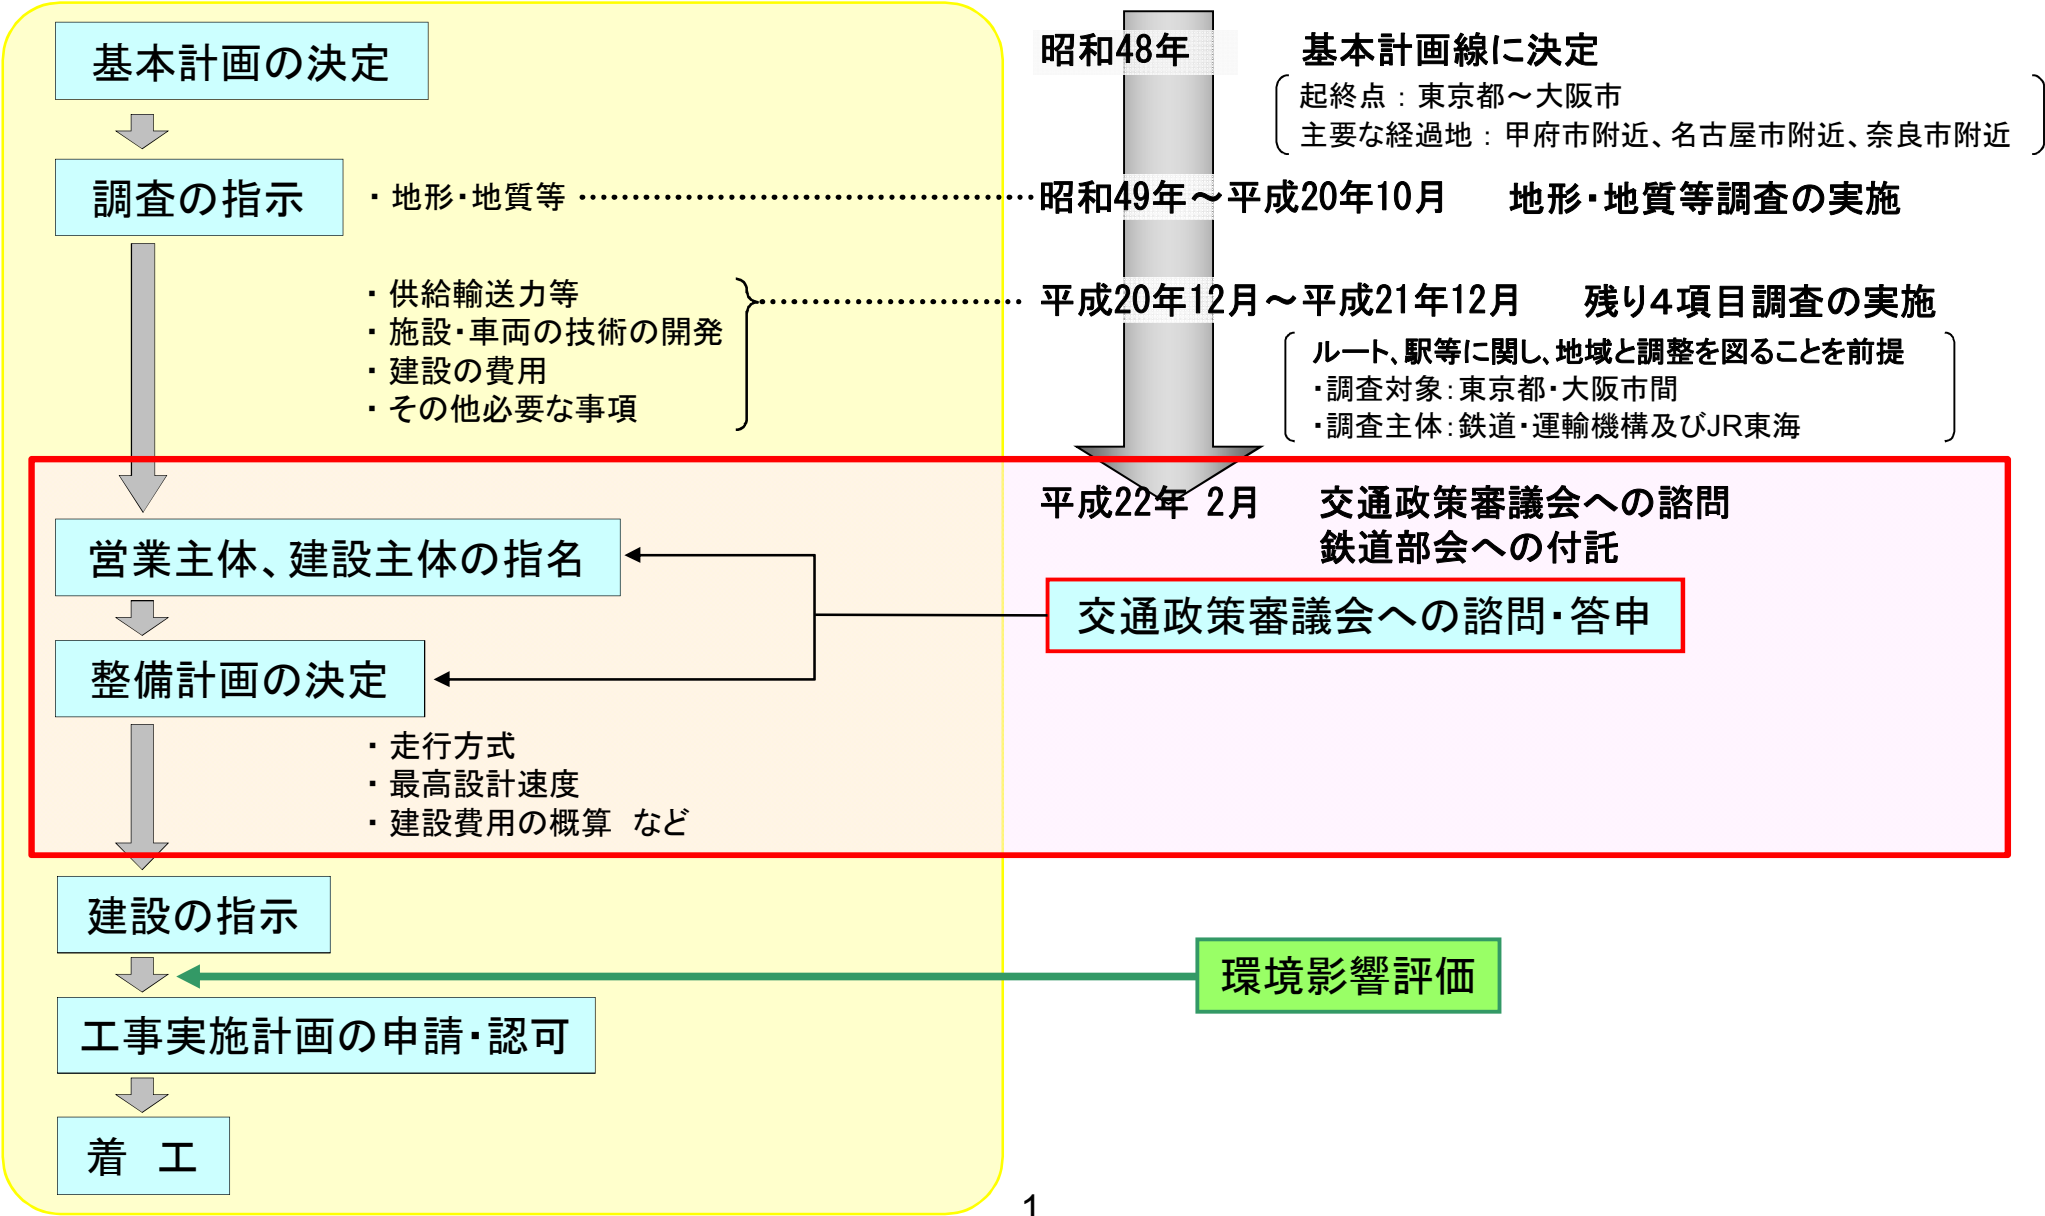 基本計画の決定
昭和48年 基本計画線に決定
起終点：東京都～大阪市
主要な経過地：甲府市附近、名古屋市附近、奈良市附近
調査の指示
・地形・地質等
昭和49年～平成20年10月 地形・地質等調査の実施
・供給輸送力等
・施設・車両の技術の開発
・建設の費用
・その他必要な事項
平成20年12月～平成21年12月 残り４項目調査の実施
ルート、駅等に関し、地域と調整を図ることを前提
・調査対象：東京都・大阪市間
・調査主体：鉄道・運輸機構及びJR東海
平成22年 2月 交通政策審議会への諮問
鉄道部会への付託
営業主体、建設主体の指名
交通政策審議会への諮問・答申
整備計画の決定
・走行方式
・最高設計速度
・建設費用の概算 など
建設の指示
環境影響評価
工事実施計画の申請・認可
着 工
1